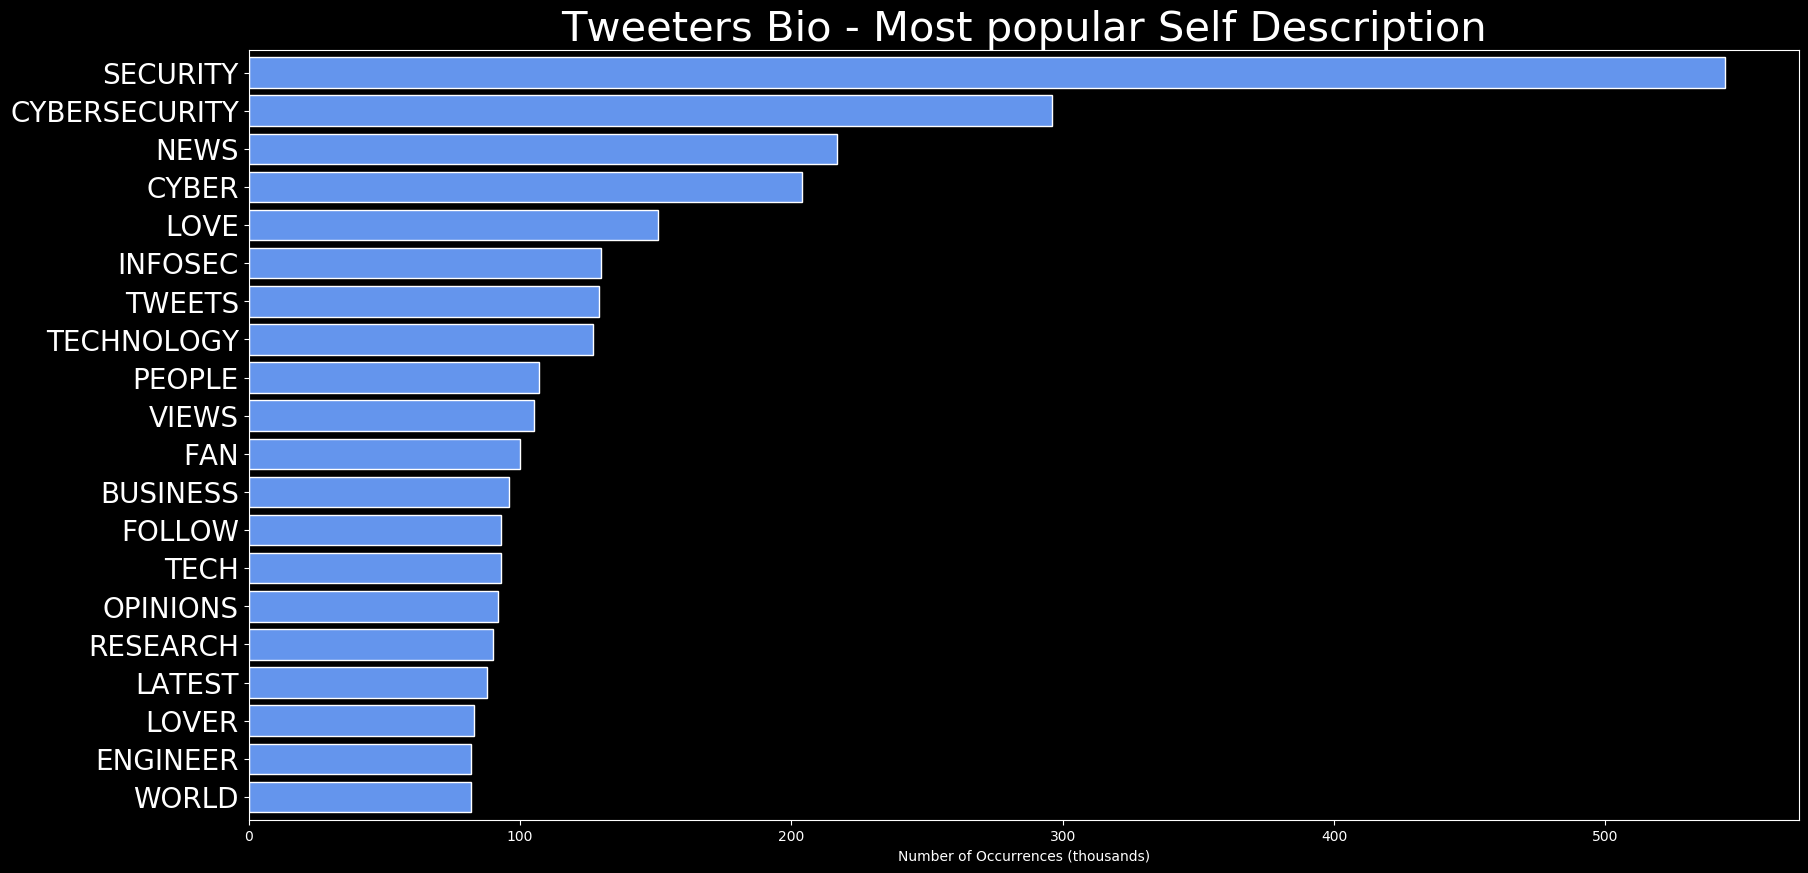 Tweeters Bio - Most popular Self Description
SECURITY
CYBERSECURITY
NEWS
CYBER
LOVE
INFOSEC
TWEETS
TECHNOLOGY
PEOPLE
VIEWS
FAN
BUSINESS
FOLLOW
TECH
OPINIONS
RESEARCH
LATEST
LOVER
ENGINEER
WORLD
0 100 200 300 400 500
Number of Occurrences (thousands)